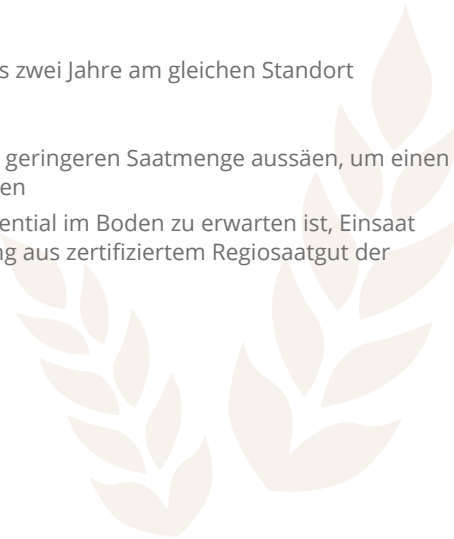 s zwei Jahre am gleichen Standort
geringeren Saatmenge aussäen, um einen
en
ential im Boden zu erwarten ist, Einsaat
ng aus zertifiziertem Regiosaatgut der